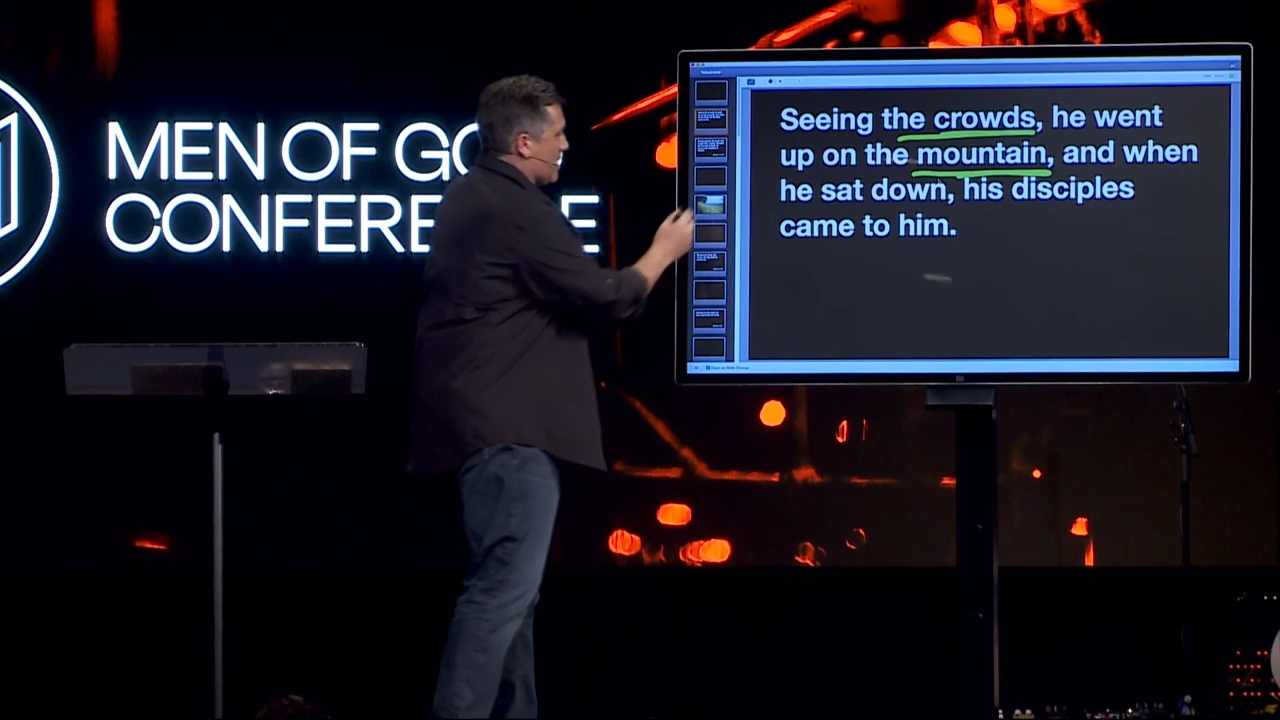 MEN OF GO
CONFERE E
Seeing the crowds, he went
up on the mountain, and when
he sat down, his disciples
came to him.